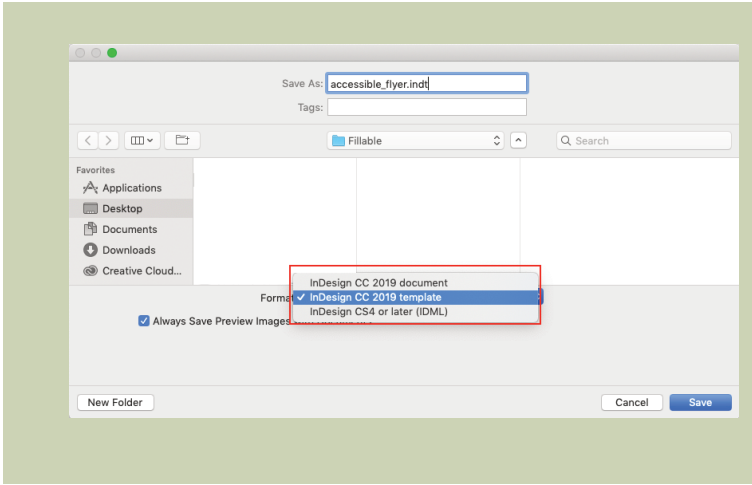 Save As: accessible_flyer.indt
Tags:
Fillable
Search
Favorites
Applications
Desktop
Documents
Downloads
Creative Cloud...
InDesign CC 2019 document
Format InDesign CC 2019 template
InDesign CS4 or later (IDML)
Always Save Preview Images
New Folder
Cancel
Save